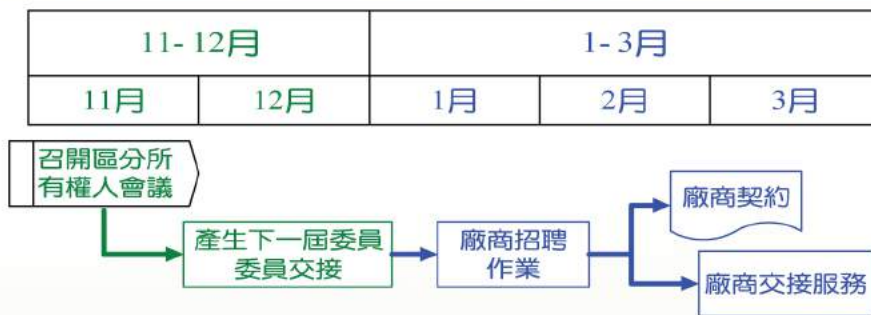 11- 12月
1- 3月
11月
12月
1月
2月
3月
召開區分所
有權人會議
產生下一屆委員
委員交接
廠商招聘
作業
廠商契約
廠商交接服務